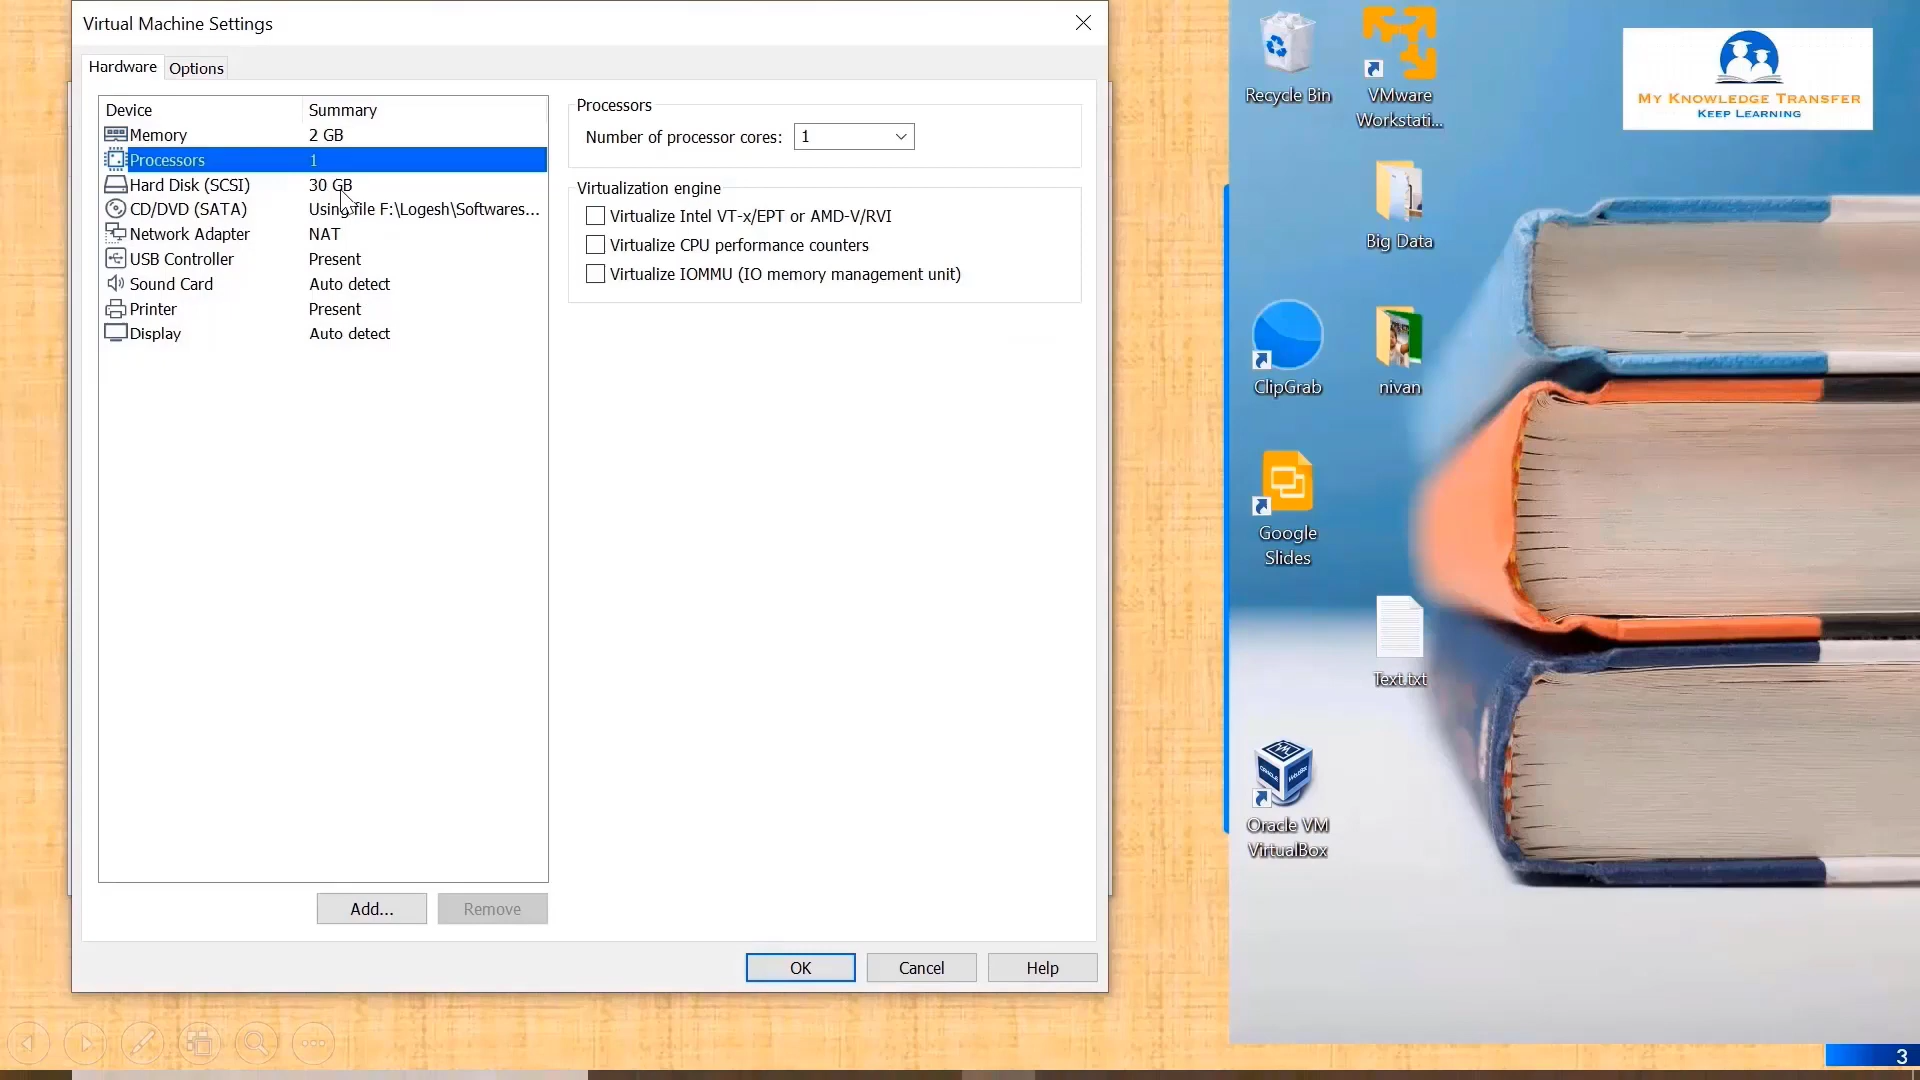 Virtual Machine Settings
Hardware
Options
Device Summary
Memory 2 GB
Processors 1
Hard Disk (SCSI) 30 GB
CD/DVD (SATA) Using file F:\Logesh\Softwares...
Network Adapter NAT
USB Controller Present
Sound Card Auto detect
Printer Present
Display Auto detect
Add...
Remove
Processors
Number of processor cores: 1
Virtualization engine
Virtualize Intel VT-x/EPT or AMD-V/RVI
Virtualize CPU performance counters
Virtualize IOMMU (IO memory management unit)
OK
Cancel
Help
Recycle Bin
VMware
Workstati...
Big Data
ClipGrab
nivan
Google
Slides
Text.txt
Oracle VM
VirtualBox
MY KNOWLEDGE TRANSFER
KEEP LEARNING
3